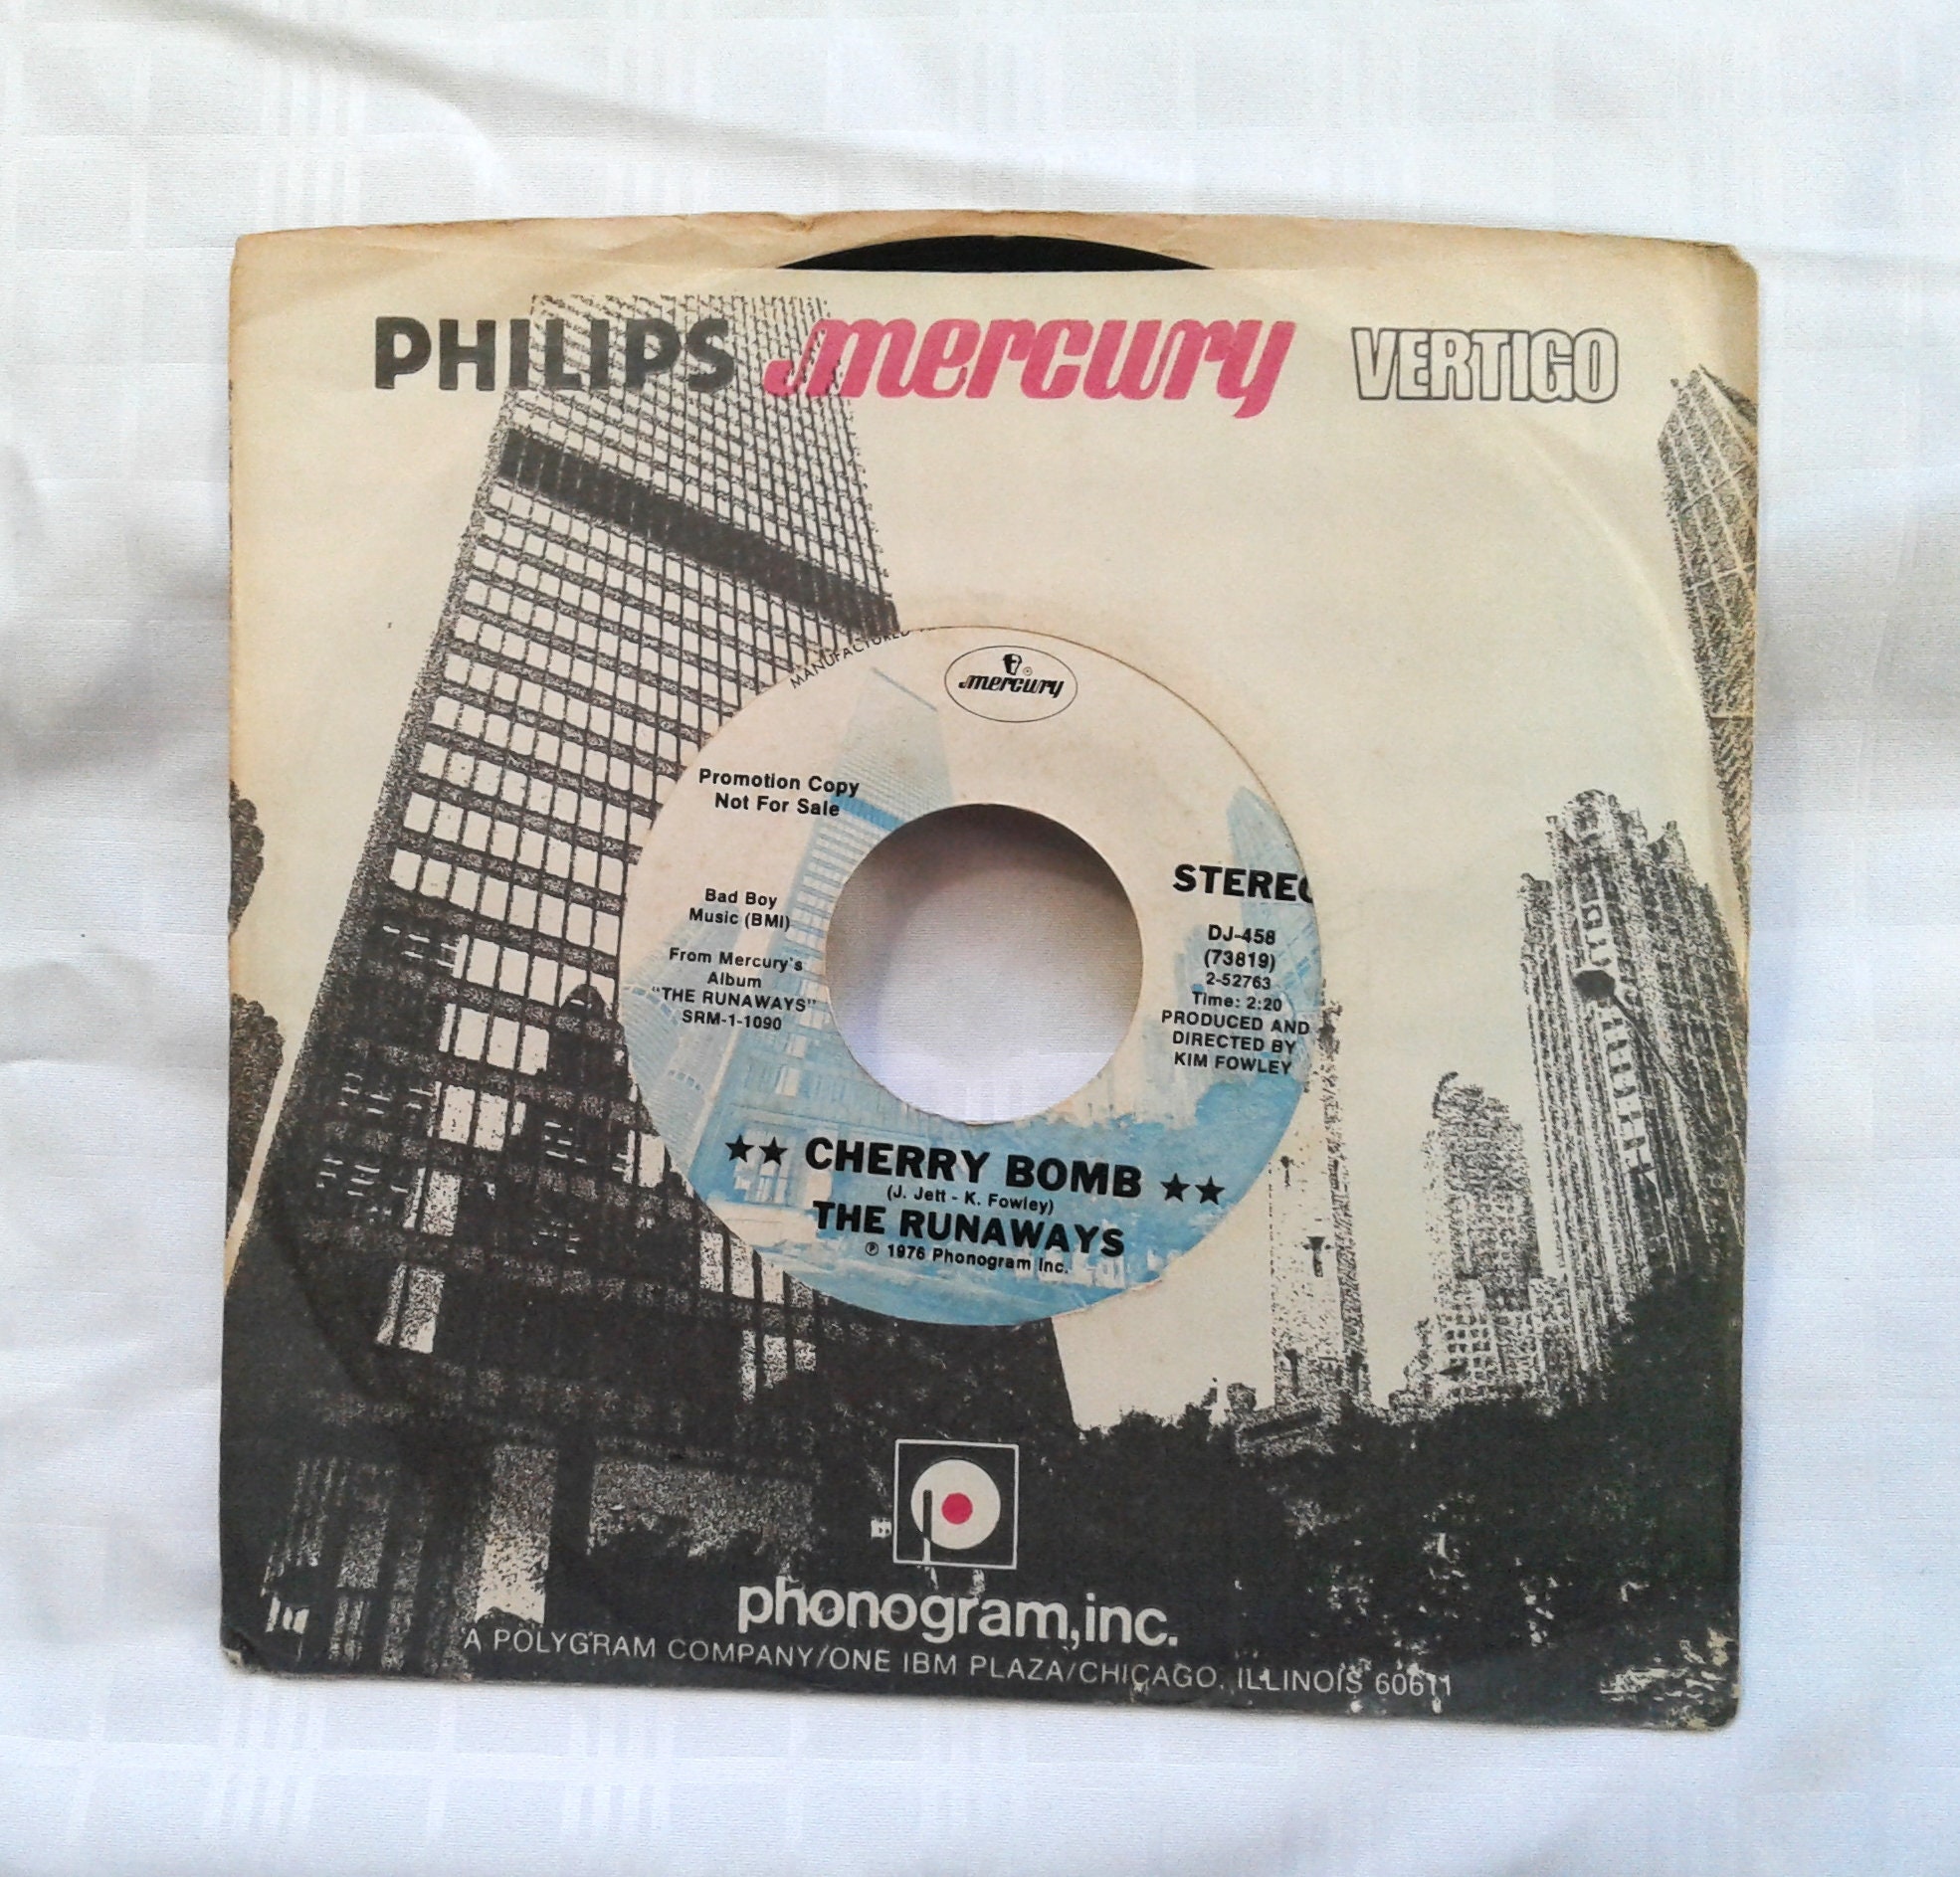 PHILIPS mercury VERTIGO
MANUFACTURED
mercury
Promotion Copy
Not For Sale
Bad Boy
Music (BMI)
From Mercury's
Album
"THE RUNAWAYS"
SRM-1-1090
STEREO
DJ-458
(73819)
2-52763
Time: 2:20
PRODUCED AND
DIRECTED BY
KIM FOWLEY
★★ CHERRY BOMB ★★
(J. Jett - K. Fowley)
THE RUNAWAYS
℗ 1976 Phonogram Inc.
phonogram,inc.
A POLYGRAM COMPANY/ONE IBM PLAZA/CHICAGO, ILLINOIS 60611